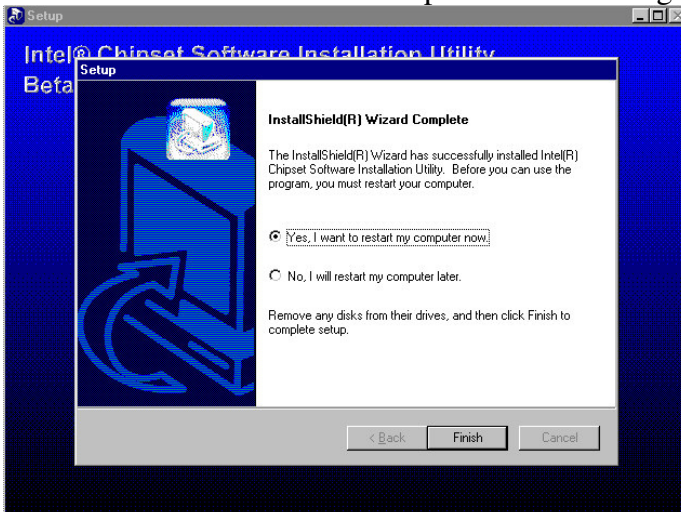 Setup
Intel® Chipset Software Installation Utility
Beta
Setup
InstallShield(R) Wizard Complete
The InstallShield(R) Wizard has successfully installed Intel(R)
Chipset Software Installation Utility. Before you can use the
program, you must restart your computer.
Yes, I want to restart my computer now.
No, I will restart my computer later.
Remove any disks from their drives, and then click Finish to
complete setup.
< Back
Finish
Cancel